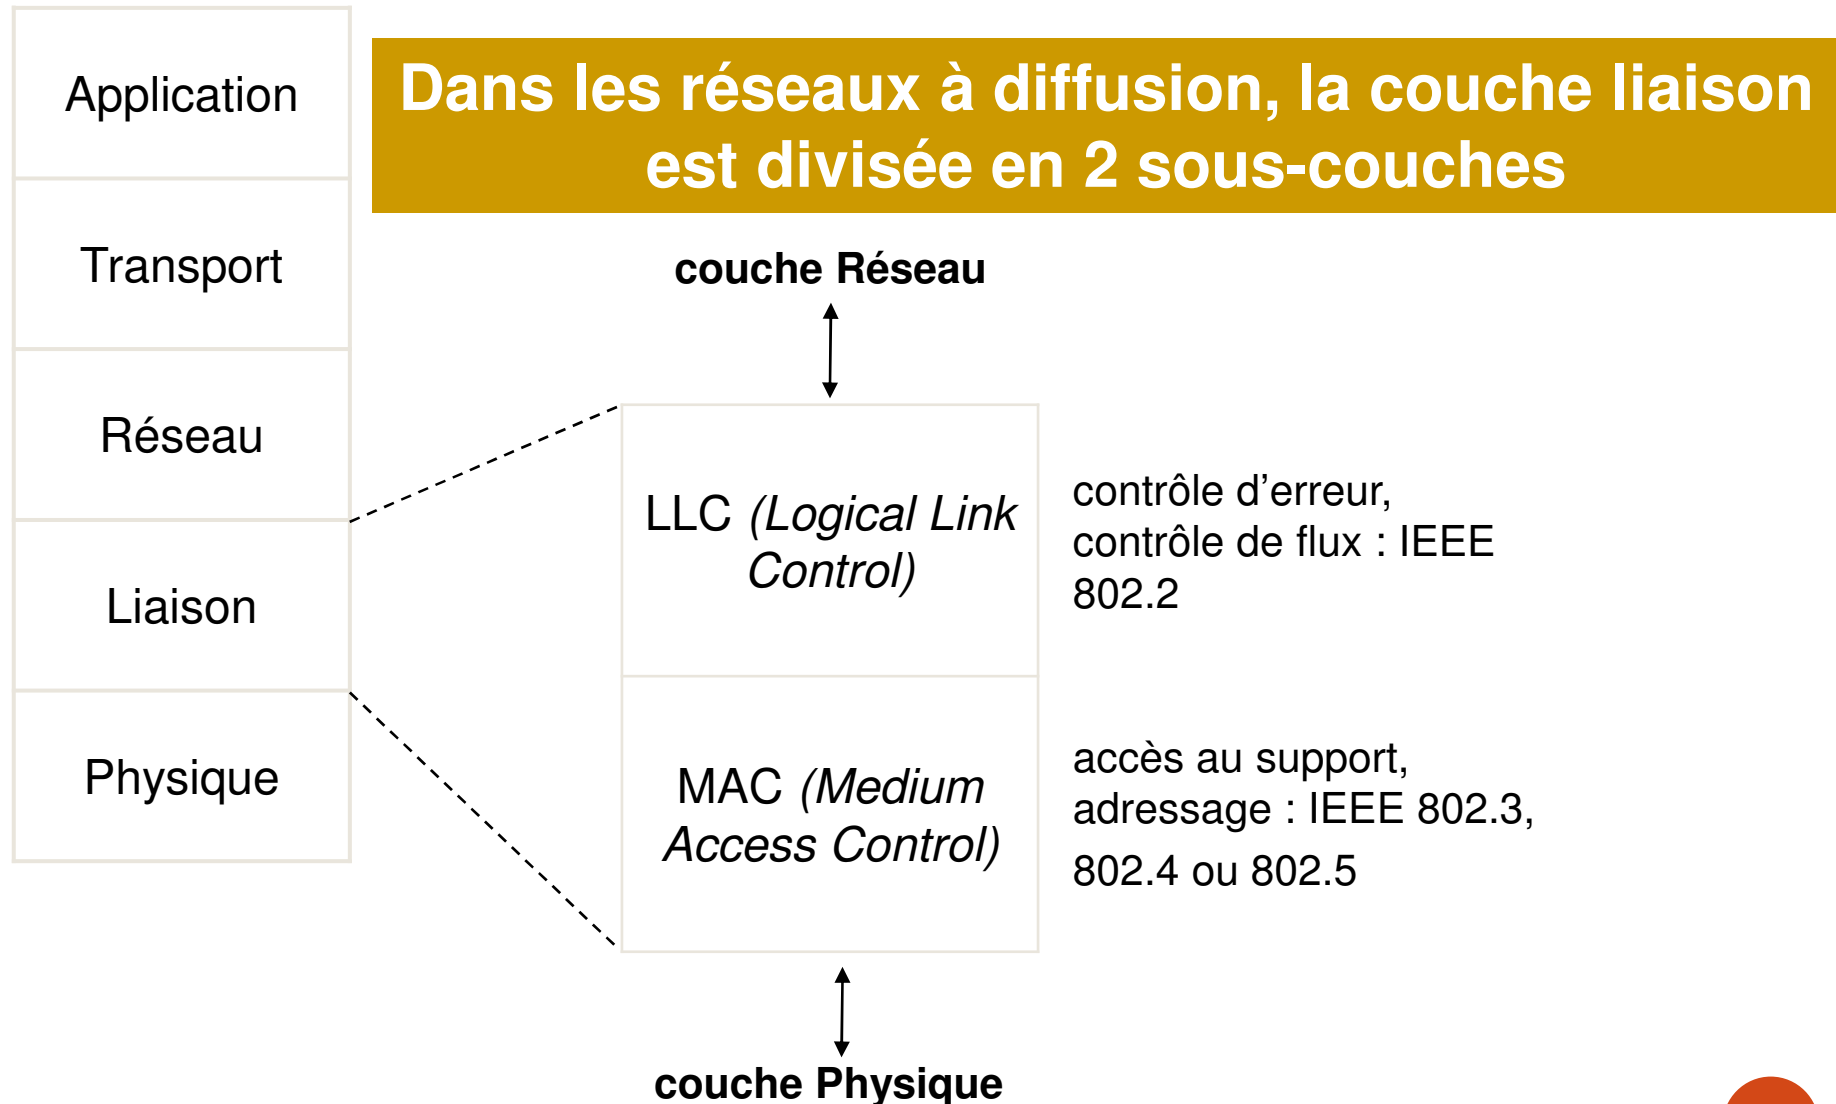 Application
Transport
Réseau
Liaison
Physique
Dans les réseaux à diffusion, la couche liaison
est divisée en 2 sous-couches
couche Réseau
LLC (Logical Link
Control)
contrôle d’erreur,
contrôle de flux : IEEE
802.2
MAC (Medium
Access Control)
accès au support,
adressage : IEEE 802.3,
802.4 ou 802.5
couche Physique